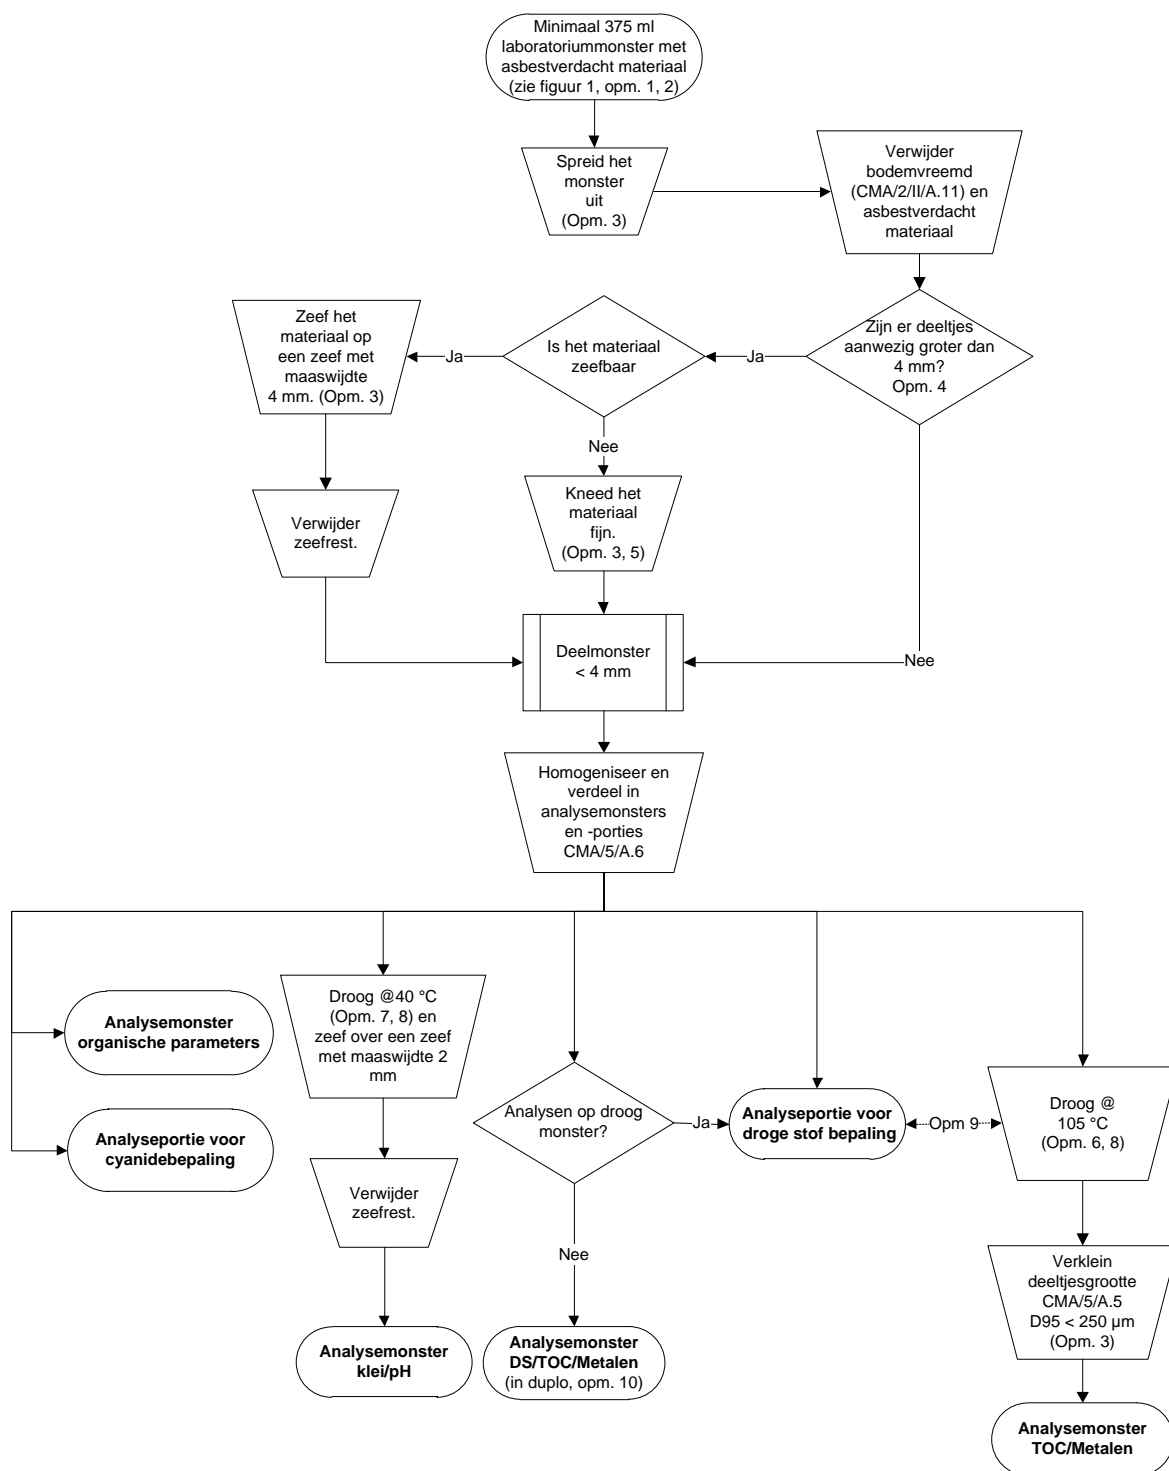 Minimaal 375 ml
laboratoriummonster met
asbestverdacht materiaal
(zie figuur 1, opm. 1, 2)
Spreid het
monster
uit
(Opm. 3)
Verwijder
bodemvreemd
(CMA/2/II/A.11) en
asbestverdacht
materiaal
Zijn er deeltjes
aanwezig groter dan
4 mm?
Opm. 4
Ja
Is het materiaal
zeefbaar
Ja
Zeef het
materiaal op
een zeef met
maaswijdte
4 mm. (Opm. 3)
Nee
Verwijder
zeefrest.
Kneed het
materiaal
fijn.
(Opm. 3, 5)
Nee
Deelmonster
< 4 mm
Homogeniseer en
verdeel in
analysemonsters
en -porties
CMA/5/A.6
Analysemonster
organische parameters
Analyseportie voor
cyanidebepaling
Droog @40 °C
(Opm. 7, 8) en
zeef over een zeef
met maaswijdte 2
mm
Verwijder
zeefrest.
Analysemonster
klei/pH
Analysen op droog
monster?
Ja
Nee
Analysemonster
DS/TOC/Metalen
(in duplo, opm. 10)
Analyseportie voor
droge stof bepaling
Opm 9
Droog @
105 °C
(Opm. 6, 8)
Verklein
deeltjesgrootte
CMA/5/A.5
D95 < 250 µm
(Opm. 3)
Analysemonster
TOC/Metalen